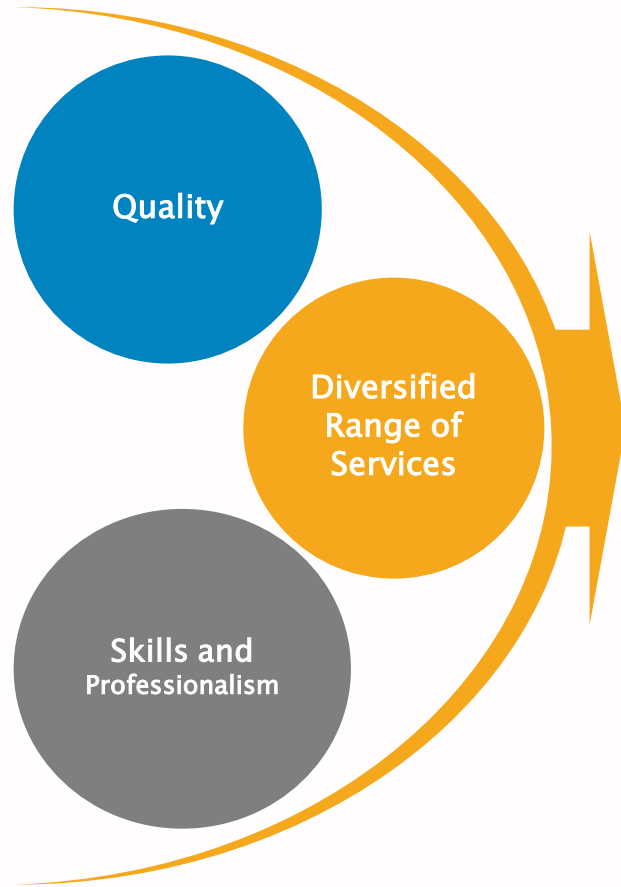 Quality
Diversified
Range of
Services
Skills and
Professionalism